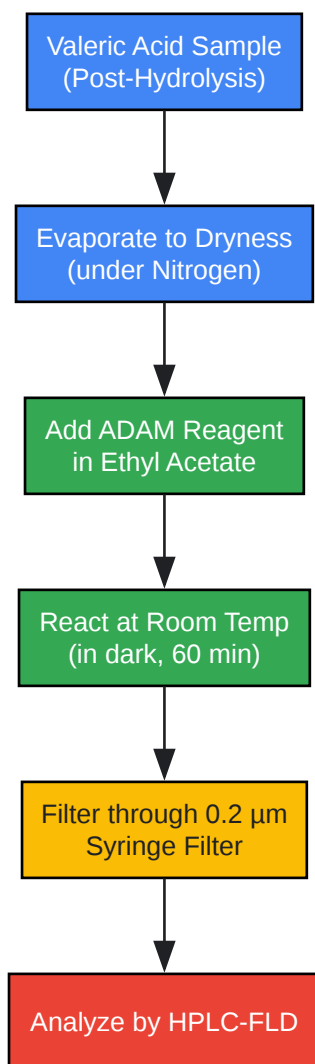 Valeric Acid Sample
(Post-Hydrolysis)
Evaporate to Dryness
(under Nitrogen)
Add ADAM Reagent
in Ethyl Acetate
React at Room Temp
(in dark, 60 min)
Filter through 0.2 µm
Syringe Filter
Analyze by HPLC-FLD